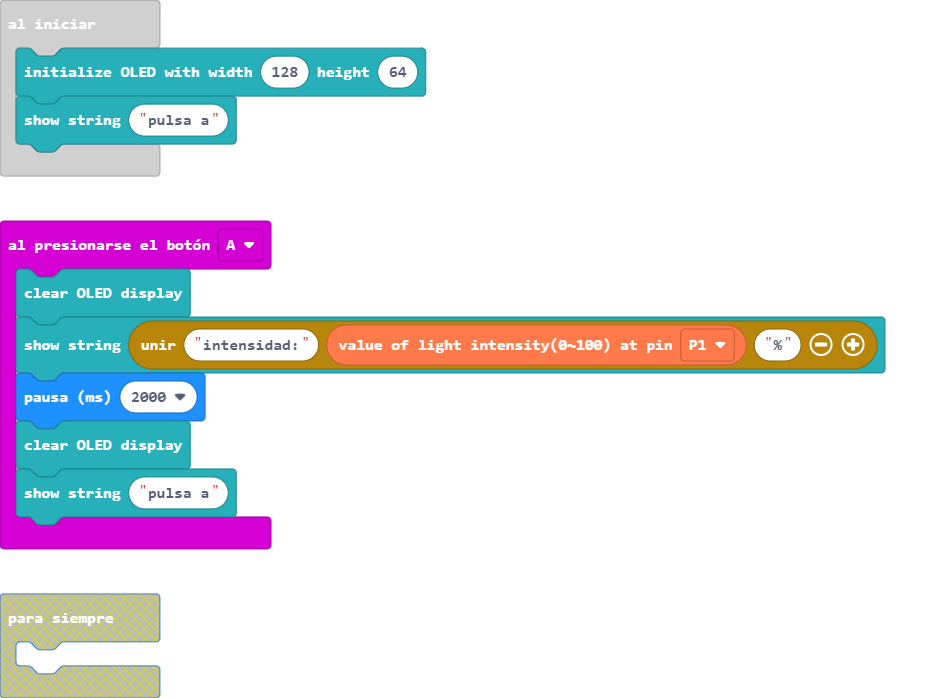 al iniciar
initialize OLED with width 128 height 64
show string "pulsa a"
al presionarse el botón A
clear OLED display
show string unir "intensidad:" value of light intensity(0~100) at pin P1 "%"
pausa (ms) 2000
clear OLED display
show string "pulsa a"
para siempre